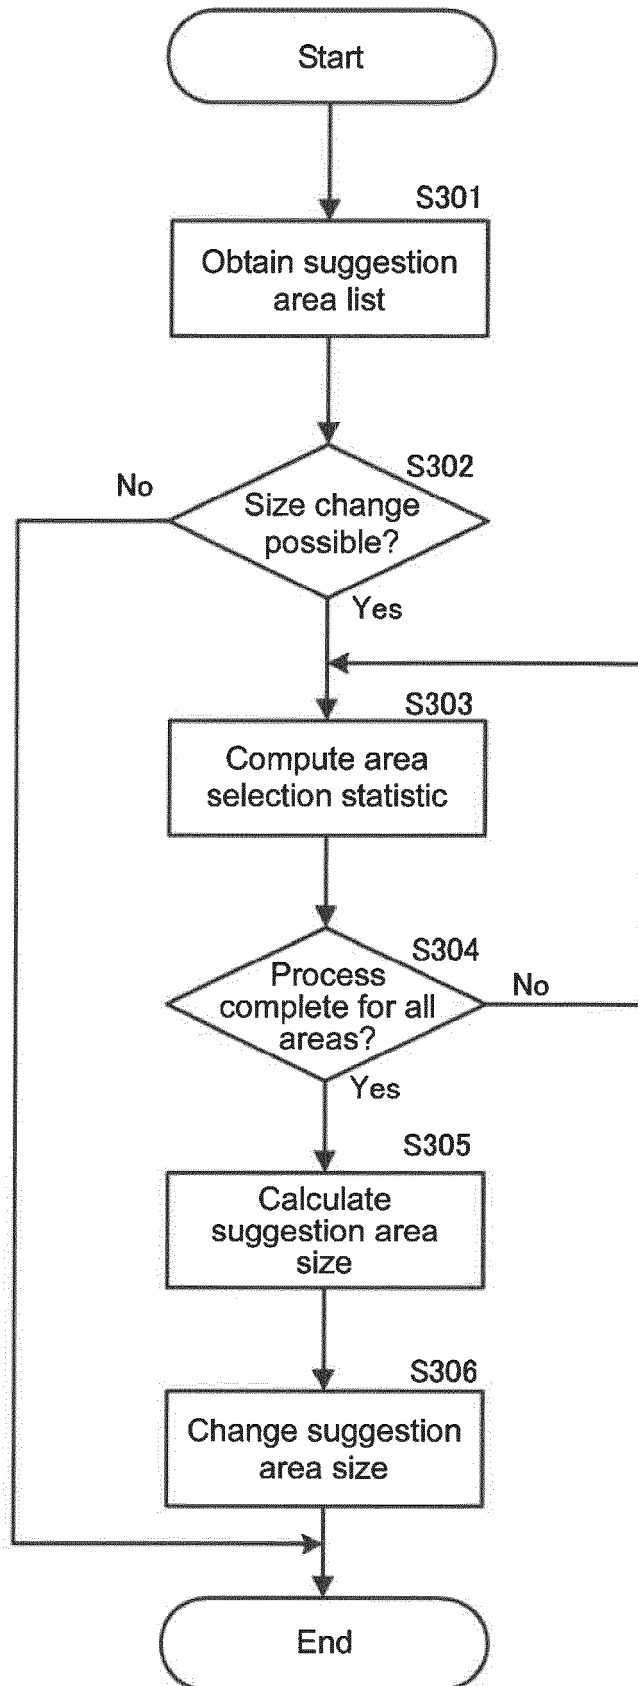 Start
S301
Obtain suggestion
area list
S302
No
Size change
possible?
Yes
S303
Compute area
selection statistic
S304
Process
complete for all
areas?
No
Yes
S305
Calculate
suggestion area
size
S306
Change suggestion
area size
End